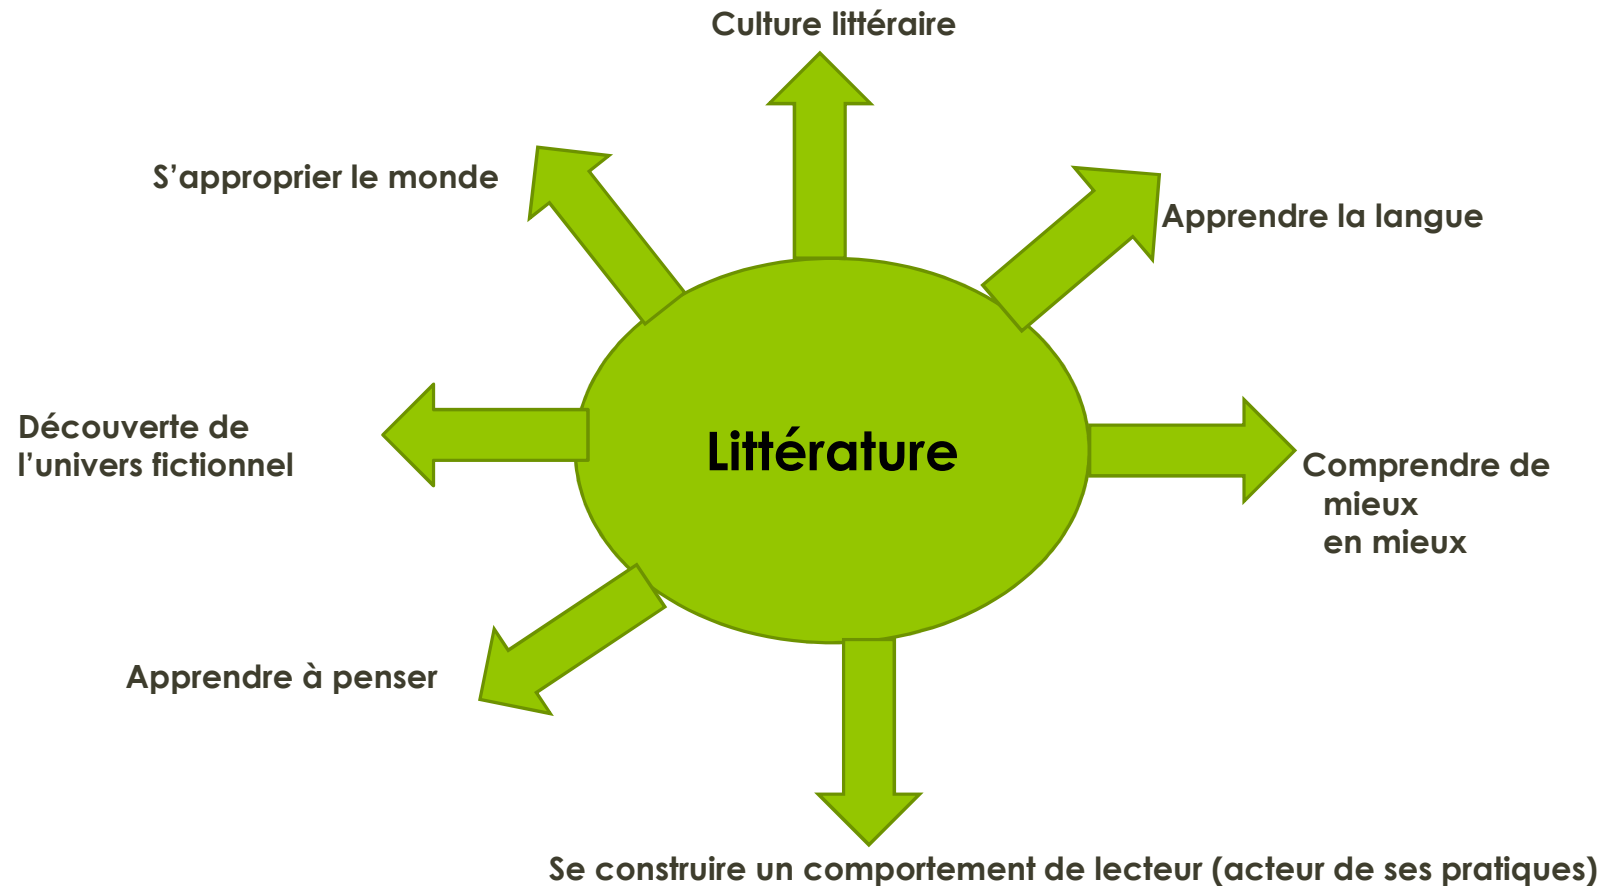 Culture littéraire
S’approprier le monde
Apprendre la langue
Découverte de
l’univers fictionnel
Littérature
Comprendre de
mieux
en mieux
Apprendre à penser
Se construire un comportement de lecteur (acteur de ses pratiques)